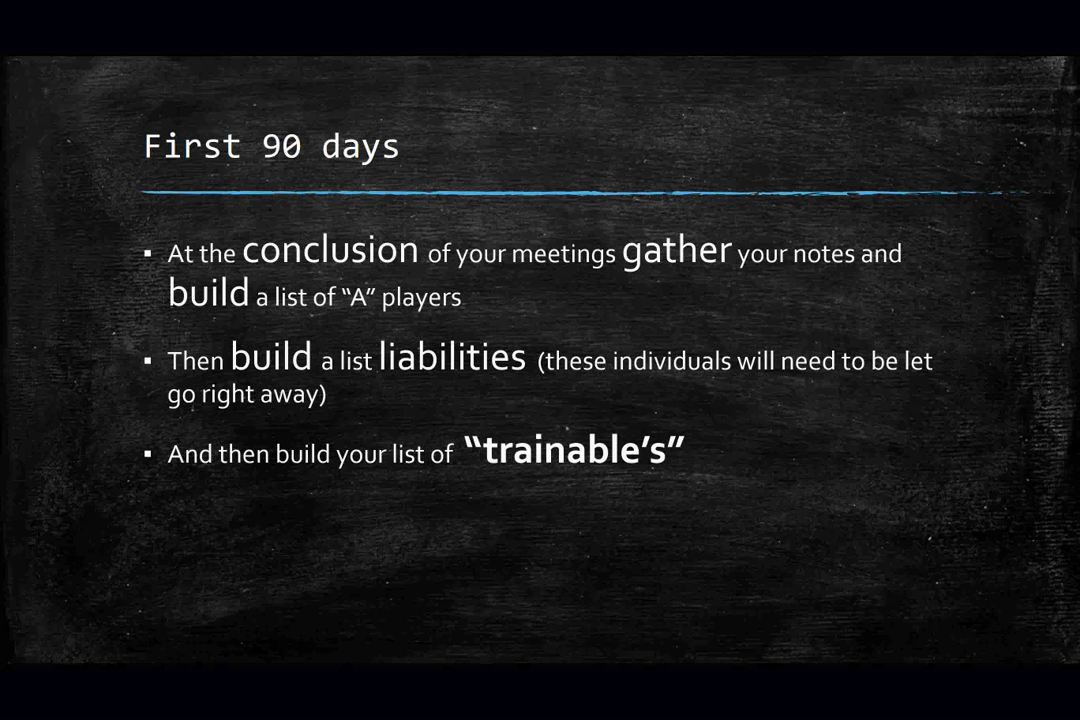 First 90 days
▪ At the conclusion of your meetings gather your notes and
build a list of “A” players
▪ Then build a list liabilities (these individuals will need to be let
go right away)
▪ And then build your list of “trainable’s”